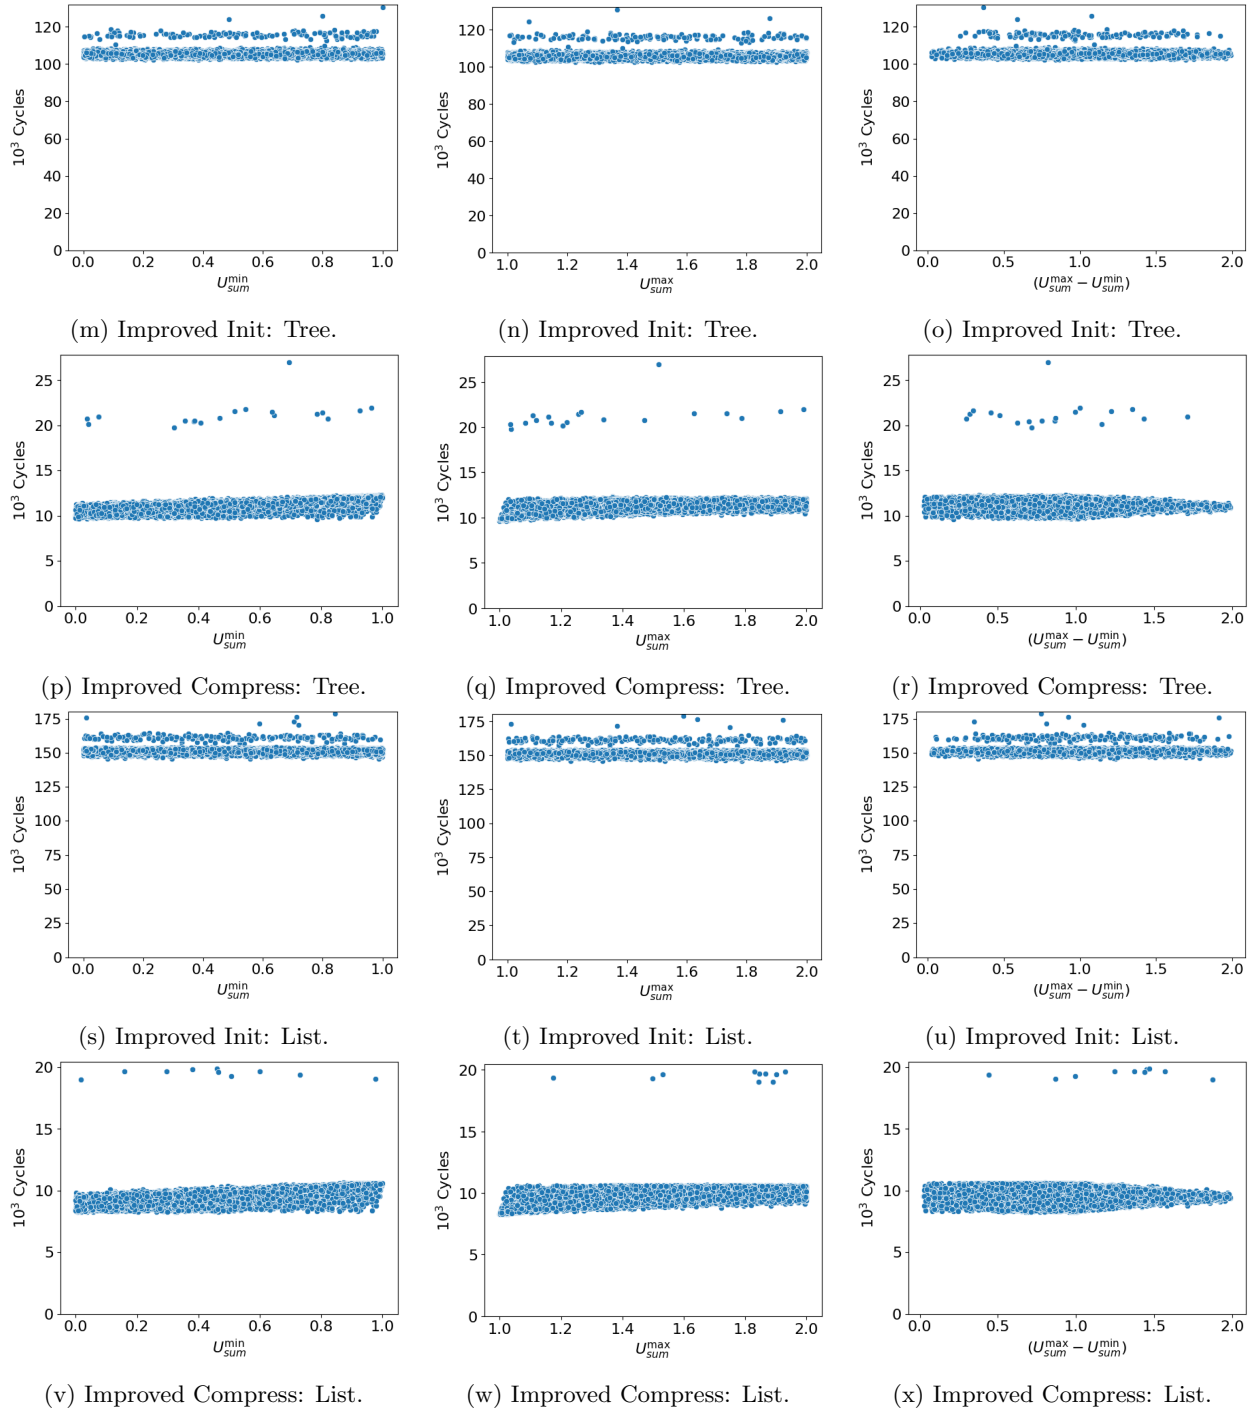 120
100
80
60
40
20
0
10³ Cycles
0.0 0.2 0.4 0.6 0.8 1.0
U_sum^min
(m) Improved Init: Tree.
120
100
80
60
40
20
0
10³ Cycles
1.0 1.2 1.4 1.6 1.8 2.0
U_sum^max
(n) Improved Init: Tree.
120
100
80
60
40
20
0
10³ Cycles
0.0 0.5 1.0 1.5 2.0
(U_sum^max − U_sum^min)
(o) Improved Init: Tree.
25
20
15
10
5
0
10³ Cycles
0.0 0.2 0.4 0.6 0.8 1.0
U_sum^min
(p) Improved Compress: Tree.
25
20
15
10
5
0
10³ Cycles
1.0 1.2 1.4 1.6 1.8 2.0
U_sum^max
(q) Improved Compress: Tree.
25
20
15
10
5
0
10³ Cycles
0.0 0.5 1.0 1.5 2.0
(U_sum^max − U_sum^min)
(r) Improved Compress: Tree.
175
150
125
100
75
50
25
0
10³ Cycles
0.0 0.2 0.4 0.6 0.8 1.0
U_sum^min
(s) Improved Init: List.
175
150
125
100
75
50
25
0
10³ Cycles
1.0 1.2 1.4 1.6 1.8 2.0
U_sum^max
(t) Improved Init: List.
175
150
125
100
75
50
25
0
10³ Cycles
0.0 0.5 1.0 1.5 2.0
(U_sum^max − U_sum^min)
(u) Improved Init: List.
20
15
10
5
0
10³ Cycles
0.0 0.2 0.4 0.6 0.8 1.0
U_sum^min
(v) Improved Compress: List.
20
15
10
5
0
10³ Cycles
1.0 1.2 1.4 1.6 1.8 2.0
U_sum^max
(w) Improved Compress: List.
20
15
10
5
0
10³ Cycles
0.0 0.5 1.0 1.5 2.0
(U_sum^max − U_sum^min)
(x) Improved Compress: List.